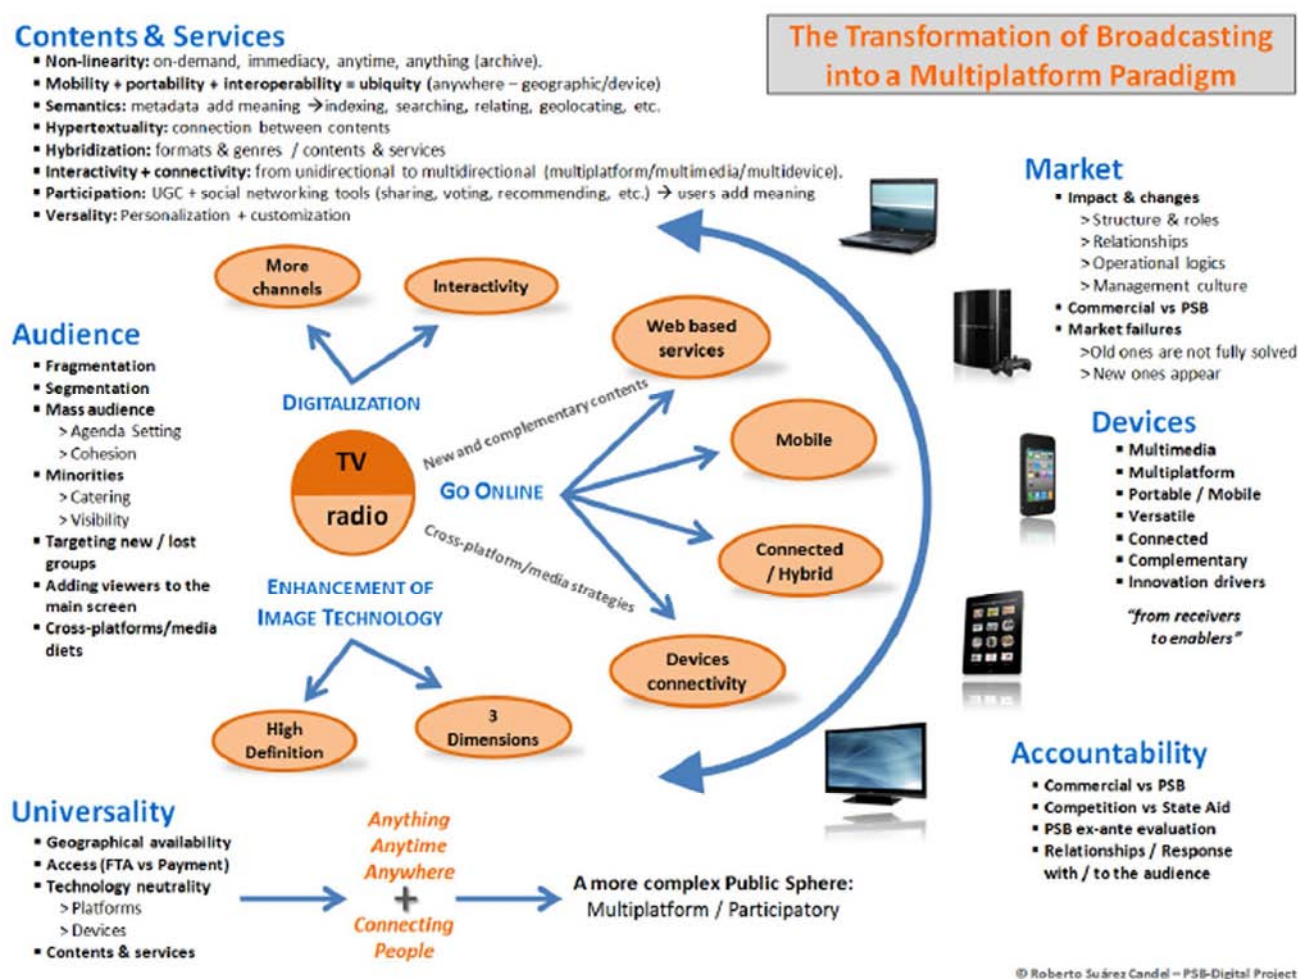 The Transformation of Broadcasting
into a Multiplatform Paradigm
Contents & Services
▪ Non-linearity: on-demand, immediacy, anytime, anything (archive).
▪ Mobility + portability + interoperability = ubiquity (anywhere – geographic/device)
▪ Semantics: metadata add meaning → indexing, searching, relating, geolocating, etc.
▪ Hypertextuality: connection between contents
▪ Hybridization: formats & genres / contents & services
▪ Interactivity + connectivity: from unidirectional to multidirectional (multiplatform/multimedia/multidevice).
▪ Participation: UGC + social networking tools (sharing, voting, recommending, etc.) → users add meaning
▪ Versality: Personalization + customization
Audience
▪ Fragmentation
▪ Segmentation
▪ Mass audience
> Agenda Setting
> Cohesion
▪ Minorities
> Catering
> Visibility
▪ Targeting new / lost
groups
▪ Adding viewers to the
main screen
▪ Cross-platforms/media
diets
More
channels
Interactivity
DIGITALIZATION
TV
radio
ENHANCEMENT OF
IMAGE TECHNOLOGY
High
Definition
3
Dimensions
New and complementary contents
GO ONLINE
Cross-platform/media strategies
Web based
services
Mobile
Connected
/ Hybrid
Devices
connectivity
Market
▪ Impact & changes
> Structure & roles
> Relationships
> Operational logics
> Management culture
▪ Commercial vs PSB
▪ Market failures
>Old ones are not fully solved
> New ones appear
Devices
▪ Multimedia
▪ Multiplatform
▪ Portable / Mobile
▪ Versatile
▪ Connected
▪ Complementary
▪ Innovation drivers
"from receivers
to enablers"
Accountability
▪ Commercial vs PSB
▪ Competition vs State Aid
▪ PSB ex-ante evaluation
▪ Relationships / Response
with / to the audience
Universality
▪ Geographical availability
▪ Access (FTA vs Payment)
▪ Technology neutrality
> Platforms
> Devices
▪ Contents & services
Anything
Anytime
Anywhere
+
Connecting
People
A more complex Public Sphere:
Multiplatform / Participatory
© Roberto Suárez Candel – PSB-Digital Project